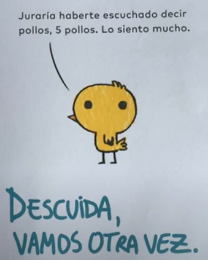 Juraría haberte escuchado decir
pollos, 5 pollos. Lo siento mucho.
DESCUIDA,
VAMOS OTRA VEZ.